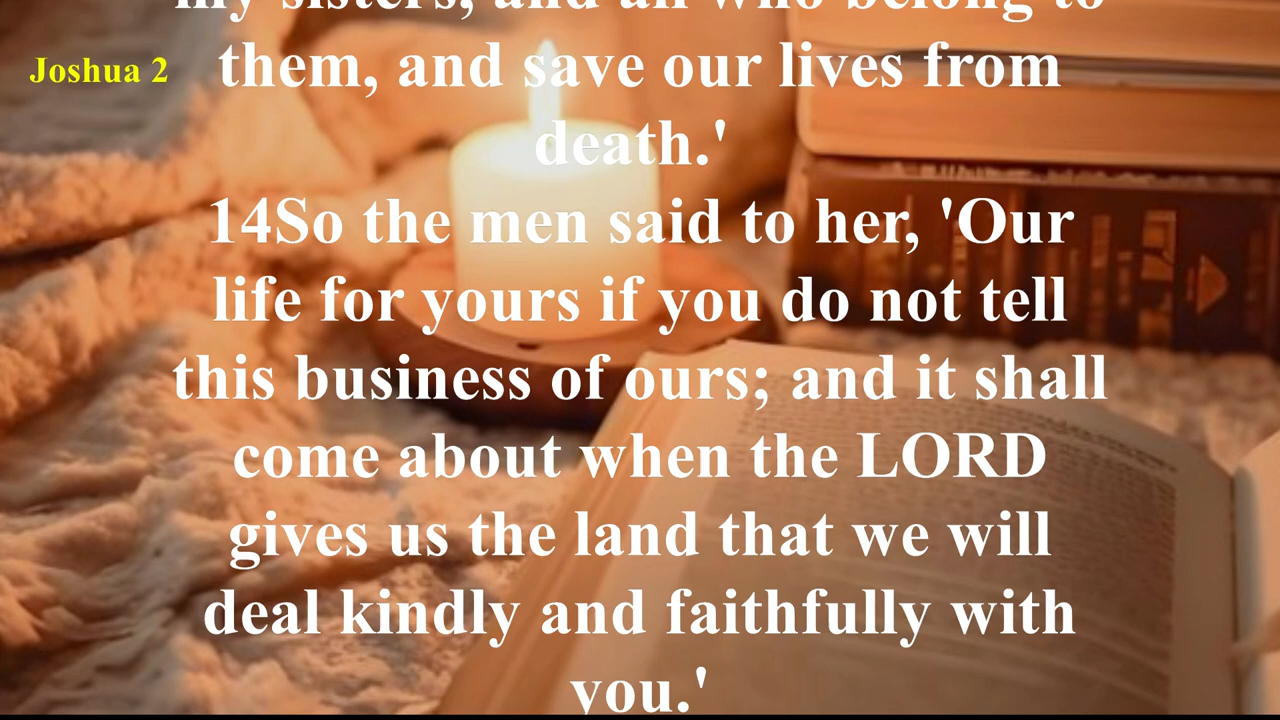 my sisters, and all who belong to
Joshua 2
them, and save our lives from
death.'
14So the men said to her, 'Our
life for yours if you do not tell
this business of ours; and it shall
come about when the LORD
gives us the land that we will
deal kindly and faithfully with
you.'